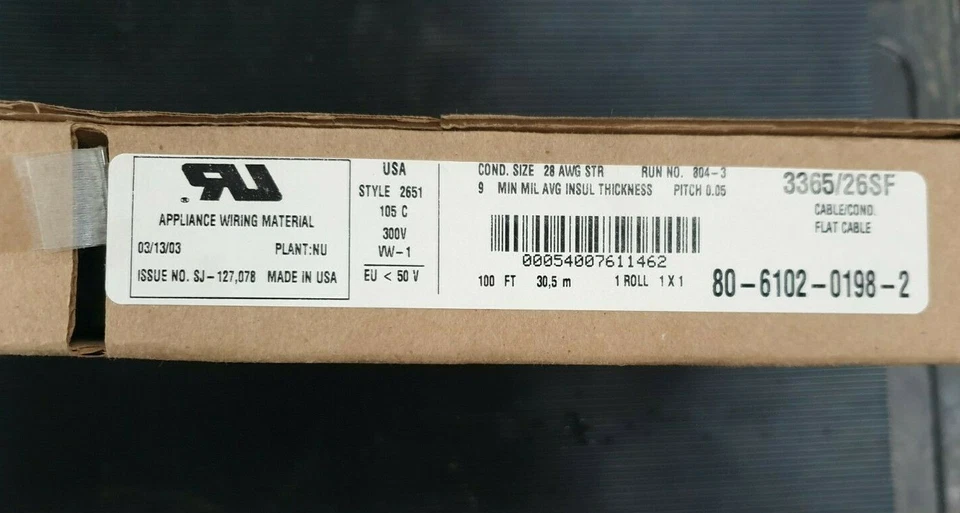 ®
RU
APPLIANCE WIRING MATERIAL
03/13/03 PLANT:NU
ISSUE NO. SJ-127,078 MADE IN USA
USA
STYLE 2651
105 C
300V
VW-1
EU < 50 V
COND. SIZE 28 AWG STR RUN NO. 804-3
9 MIN MIL AVG INSUL THICKNESS PITCH 0.05
00054007611462
100 FT 30,5 m 1 ROLL 1 X 1
3365/26SF
CABLE/COND.
FLAT CABLE
80-6102-0198-2